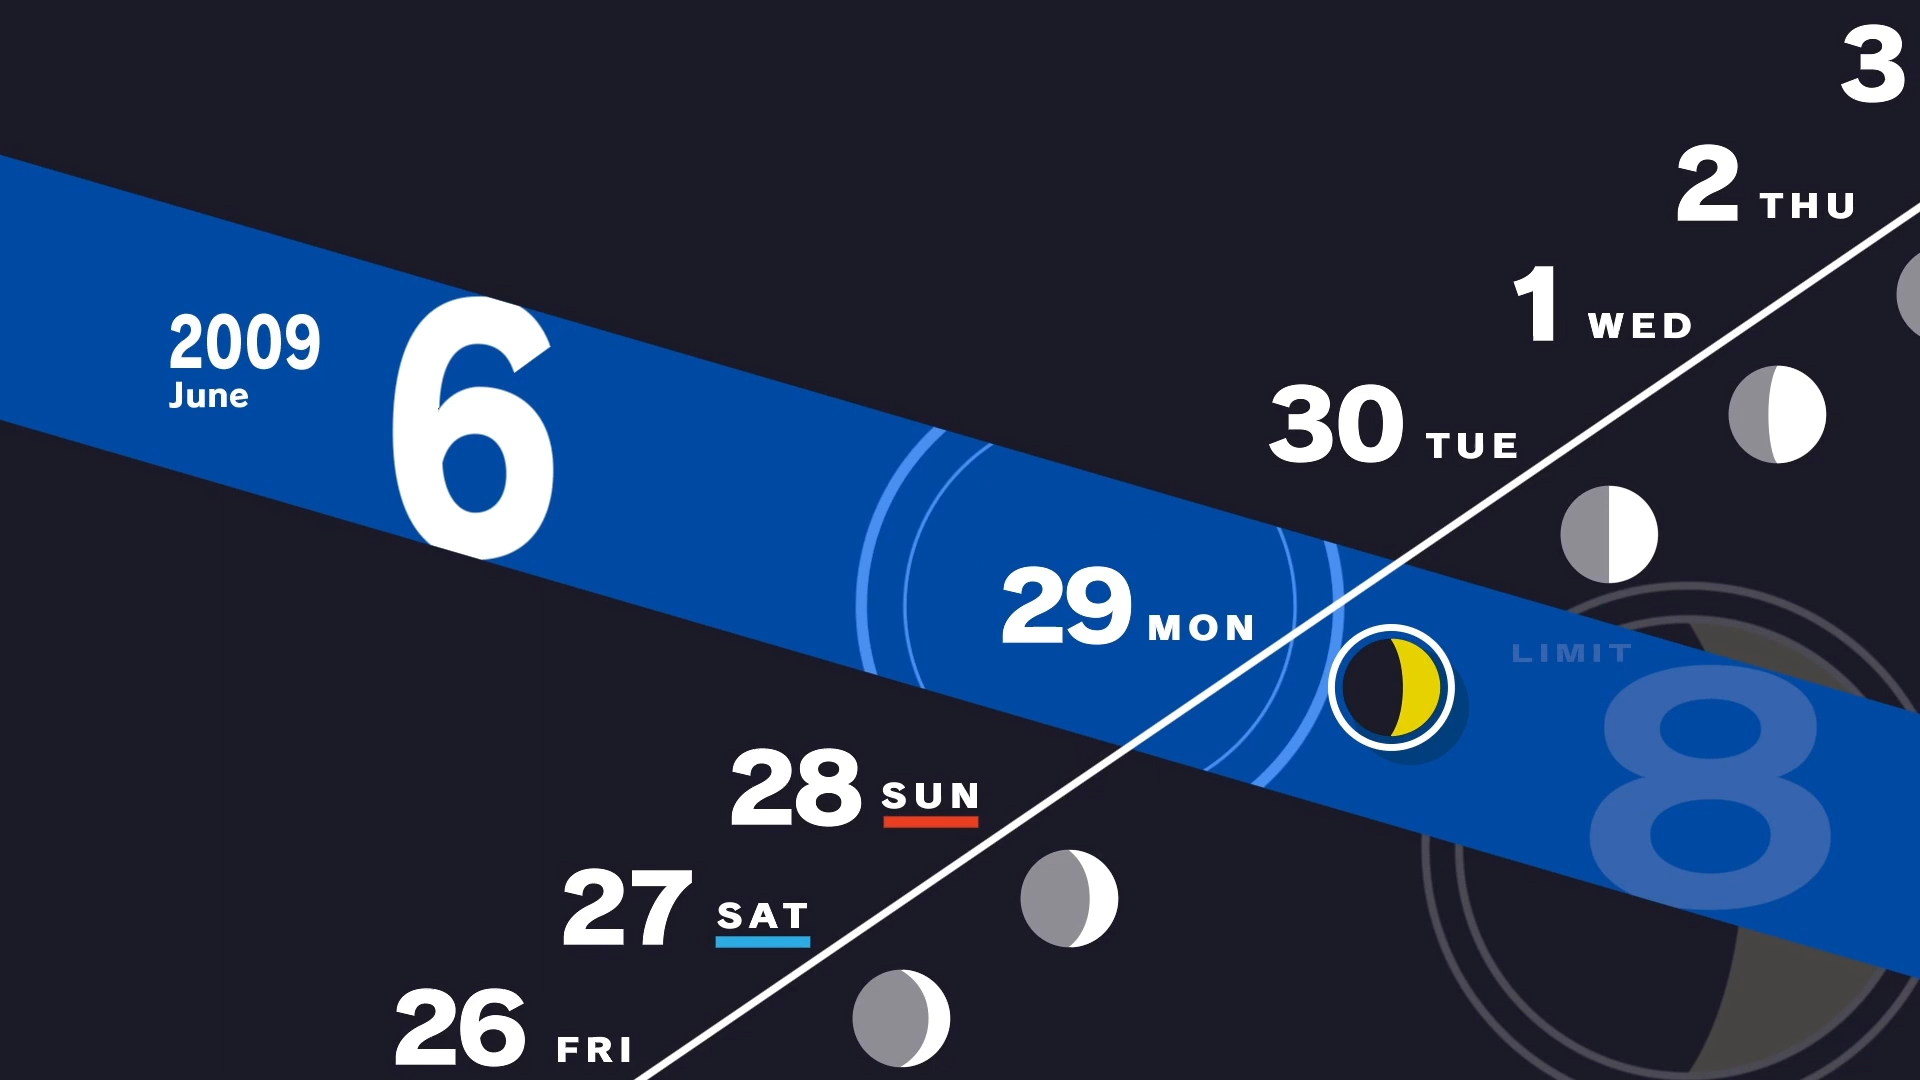 2009
June
6
3
2 THU
1 WED
30 TUE
29 MON
28 SUN
27 SAT
26 FRI
LIMIT
8